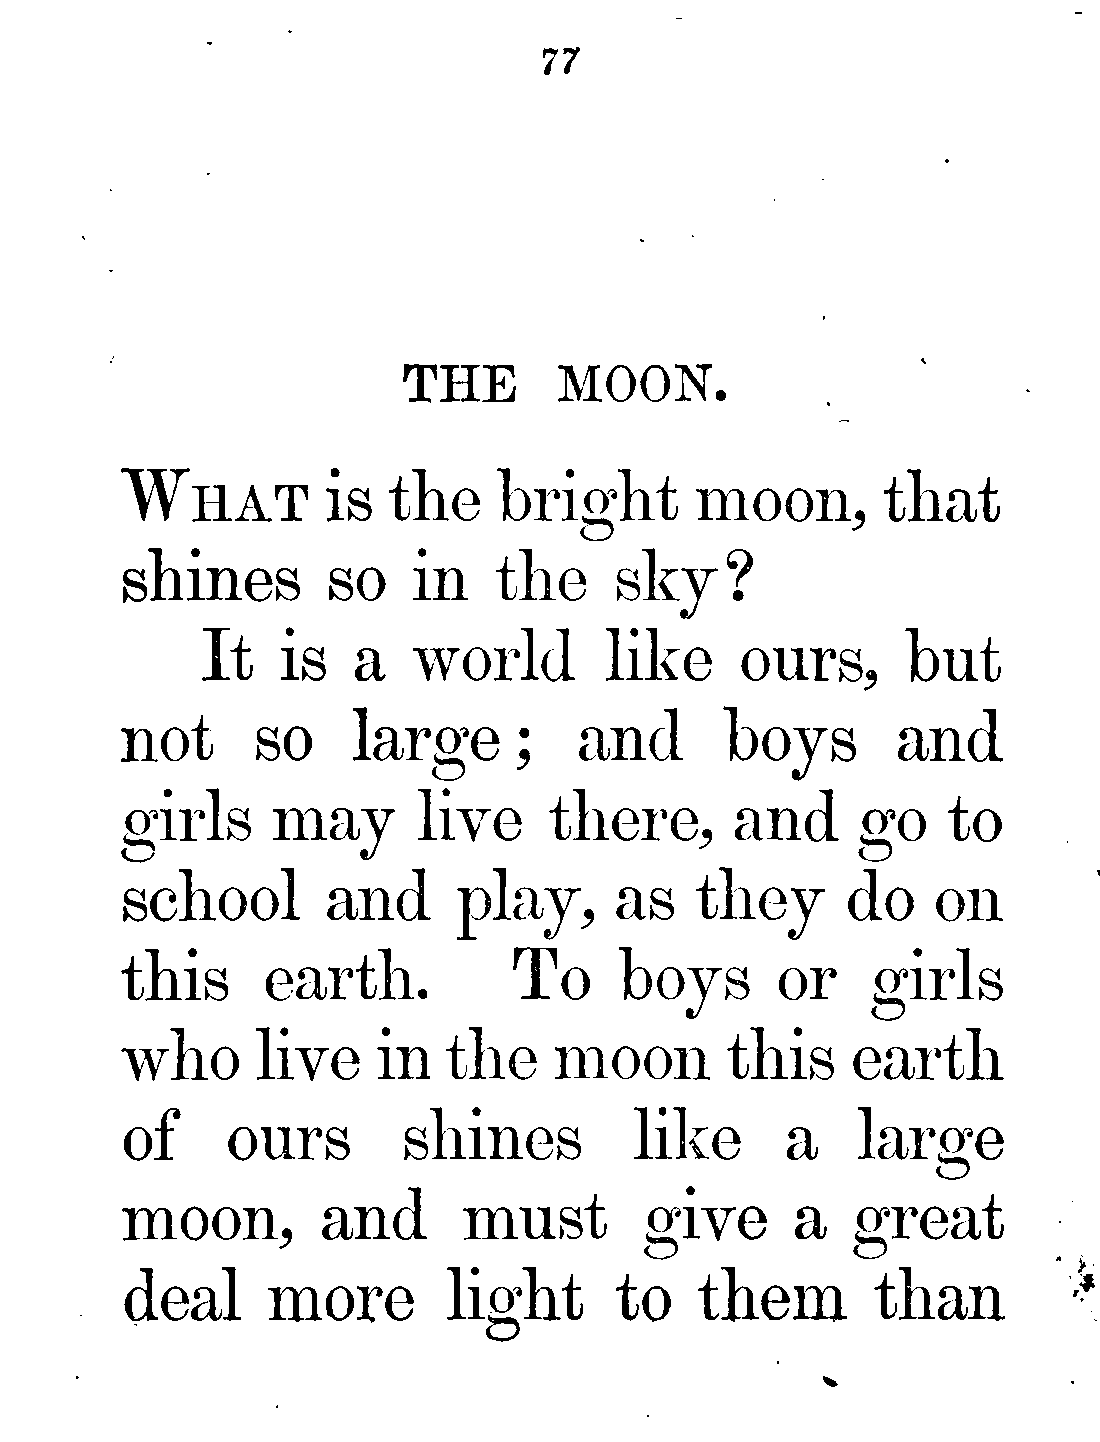 77
THE MOON.
WHAT is the bright moon, that
shines so in the sky?
It is a world like ours, but
not so large; and boys and
girls may live there, and go to
school and play, as they do on
this earth. To boys or girls
who live in the moon this earth
of ours shines like a large
moon, and must give a great
deal more light to them than